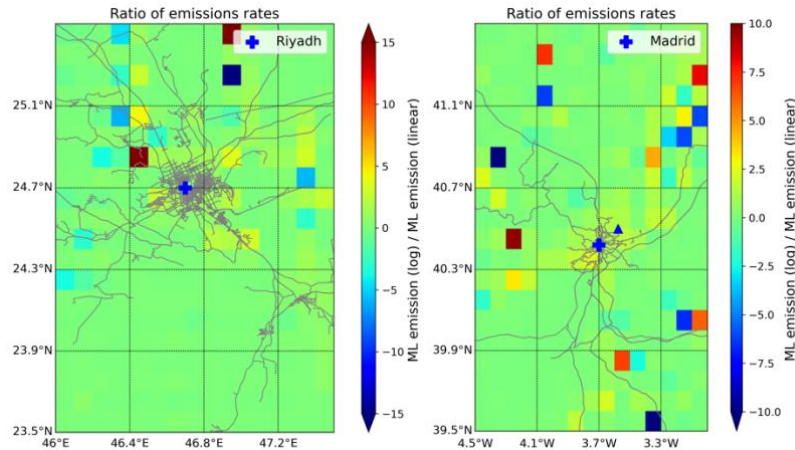 Ratio of emissions rates
Riyadh
25.1°N
24.7°N
24.3°N
23.9°N
23.5°N
46°E
46.4°E
46.8°E
47.2°E
15
10
5
0
−5
−10
−15
ML emission (log) / ML emission (linear)
Ratio of emissions rates
Madrid
41.1°N
40.7°N
40.3°N
39.9°N
39.5°N
4.5°W
4.1°W
3.7°W
3.3°W
10.0
7.5
5.0
2.5
0.0
−2.5
−5.0
−7.5
−10.0
ML emission (log) / ML emission (linear)